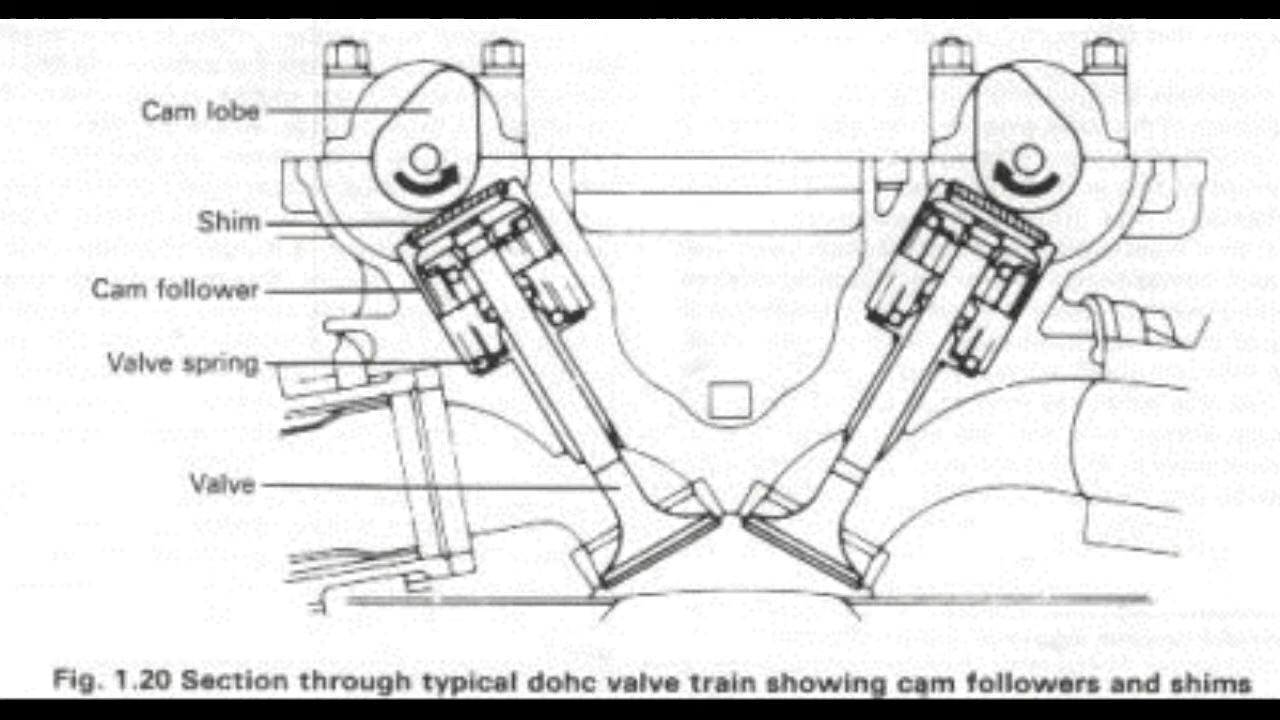 Cam lobe
Shim
Cam follower
Valve spring
Valve
Fig. 1.20 Section through typical dohc valve train showing cam followers and shims